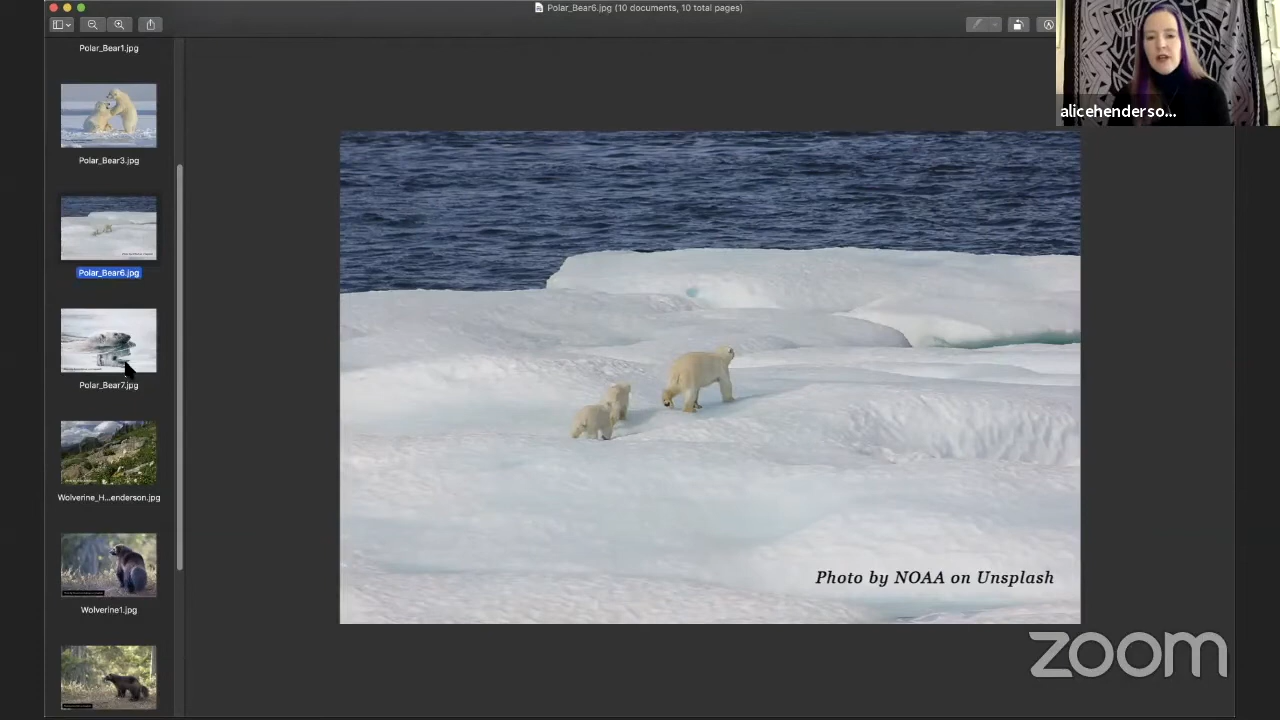 Polar_Bear6.jpg (10 documents, 10 total pages)
Polar_Bear1.jpg
Polar_Bear3.jpg
Polar_Bear6.jpg
Polar_Bear7.jpg
Wolverine_H...enderson.jpg
Wolverine1.jpg
alicehenderso...
Photo by NOAA on Unsplash
zoom